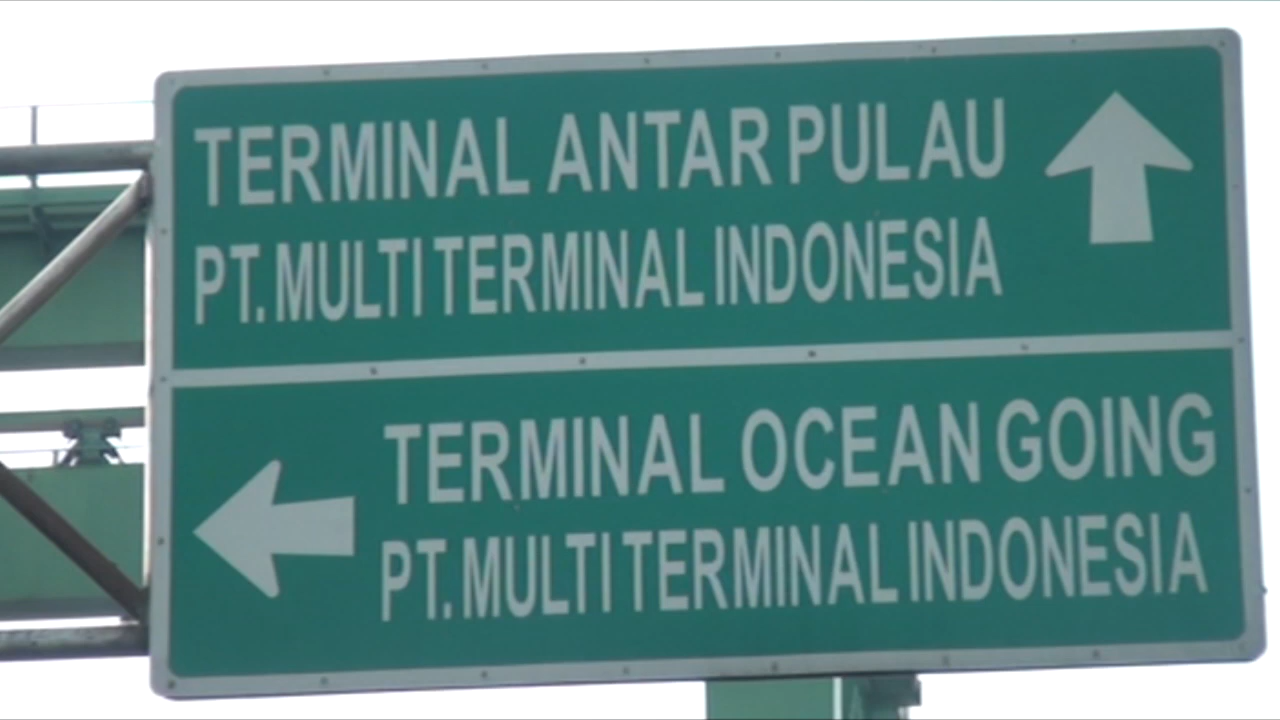 TERMINAL ANTAR PULAU
PT. MULTI TERMINAL INDONESIA
TERMINAL OCEAN GOING
PT. MULTI TERMINAL INDONESIA